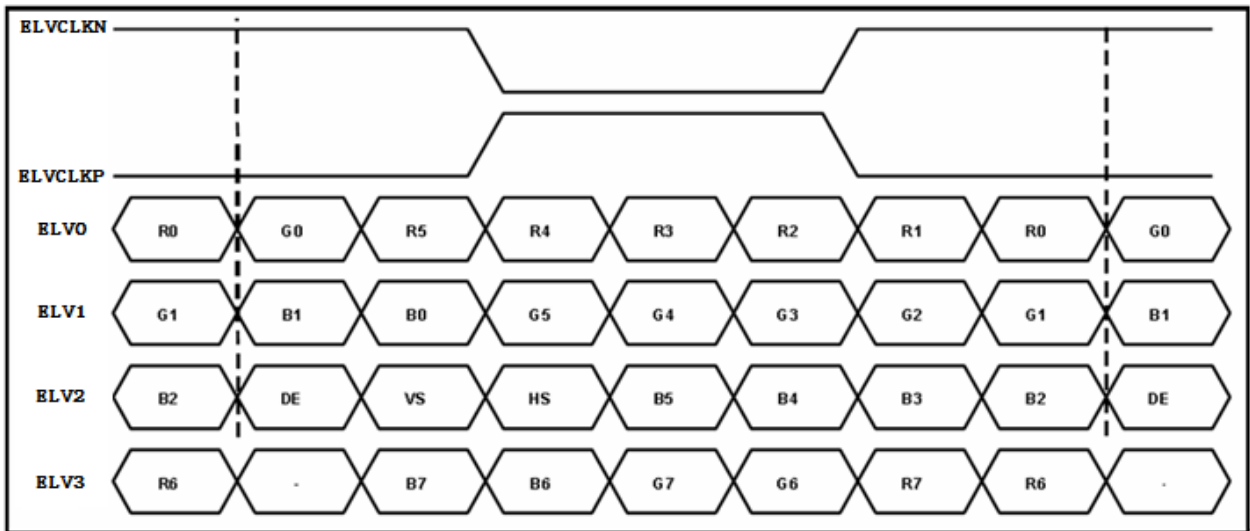 ELVCLKN
ELVCLKP
ELV0 R0 G0 R5 R4 R3 R2 R1 R0 G0
ELV1 G1 B1 B0 G5 G4 G3 G2 G1 B1
ELV2 B2 DE VS HS B5 B4 B3 B2 DE
ELV3 R6 - B7 B6 G7 G6 R7 R6 -